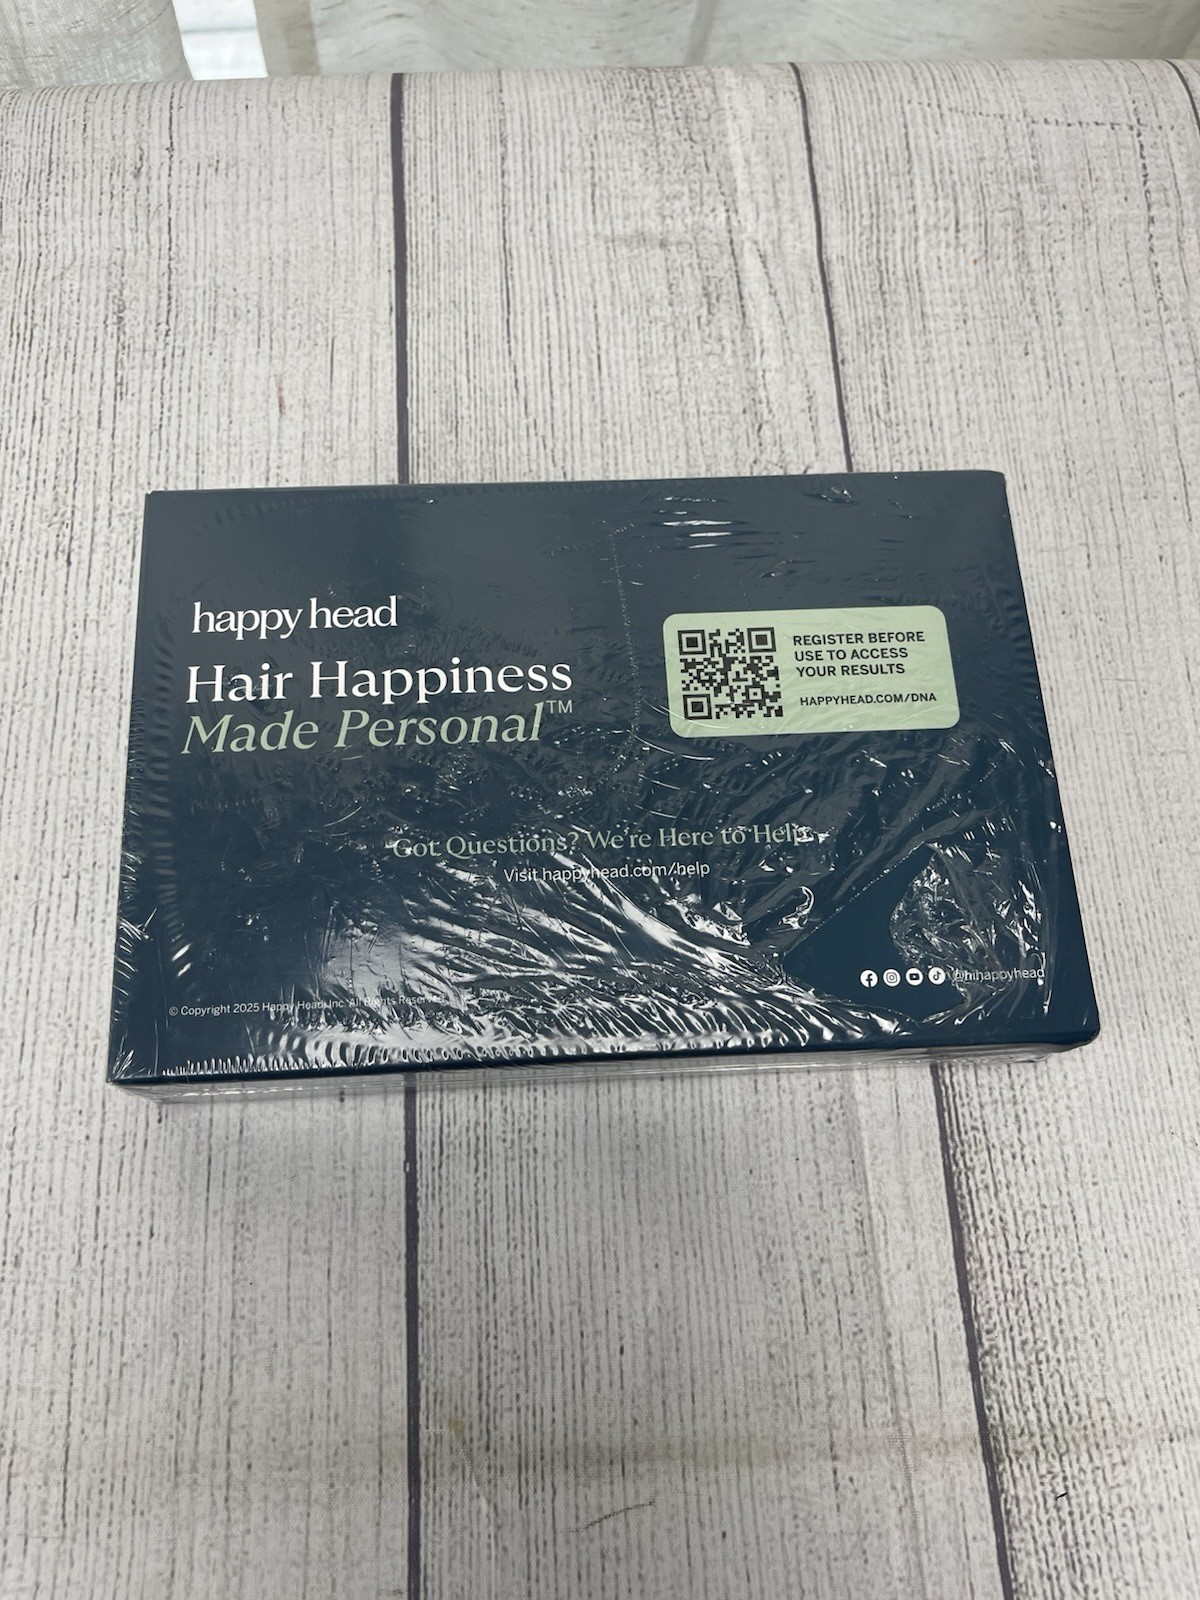 happy head
Hair Happiness
Made Personal™
REGISTER BEFORE
USE TO ACCESS
YOUR RESULTS
HAPPYHEAD.COM/DNA
Got Questions? We're Here to Help.
Visit happyhead.com/help
@hihappyhead
© Copyright 2025 Happy Head, Inc. All Rights Reserved.